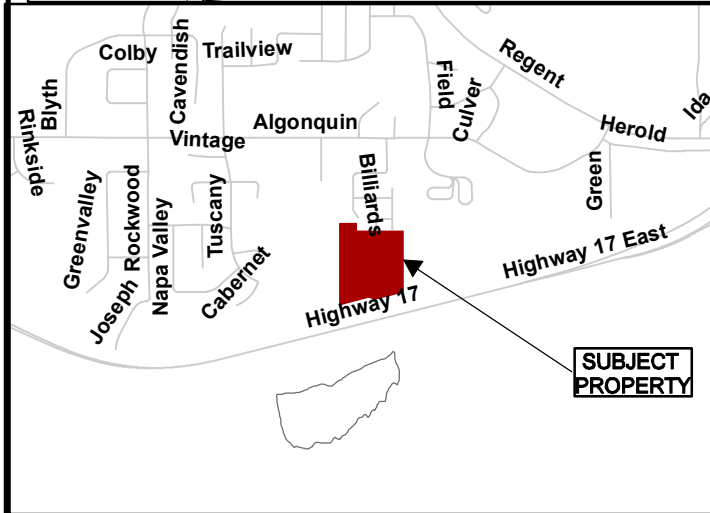 Colby
Cavendish
Trailview
Regent
Field
Culver
Ida
Blyth
Rinkside
Vintage
Algonquin
Herold
Billiards
Green
Greenvalley
Rockwood
Joseph
Napa Valley
Tuscany
Cabernet
Highway 17
Highway 17 East
SUBJECT
PROPERTY